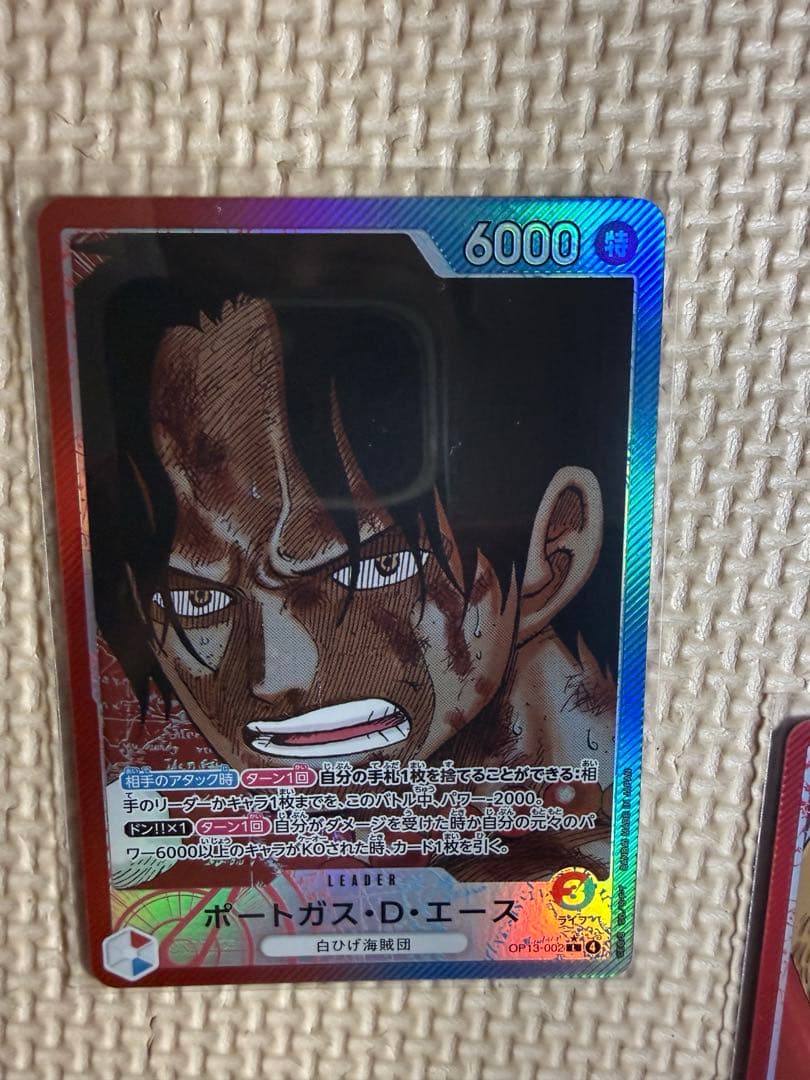 6000 特
相手のアタック時 ターン1回 自分の手札1枚を捨てることができる:相
手のリーダーかキャラ1枚までを、このバトル中、パワー-2000。
ドン!!×1 ターン1回 自分がダメージを受けた時か自分の元々のパ
ワー6000以上のキャラがKOされた時、カード1枚を引く。
LEADER
ポートガス・D・エース
3
ライフ
白ひげ海賊団
OP13-002 L 4
BANDAI MADE IN JAPAN